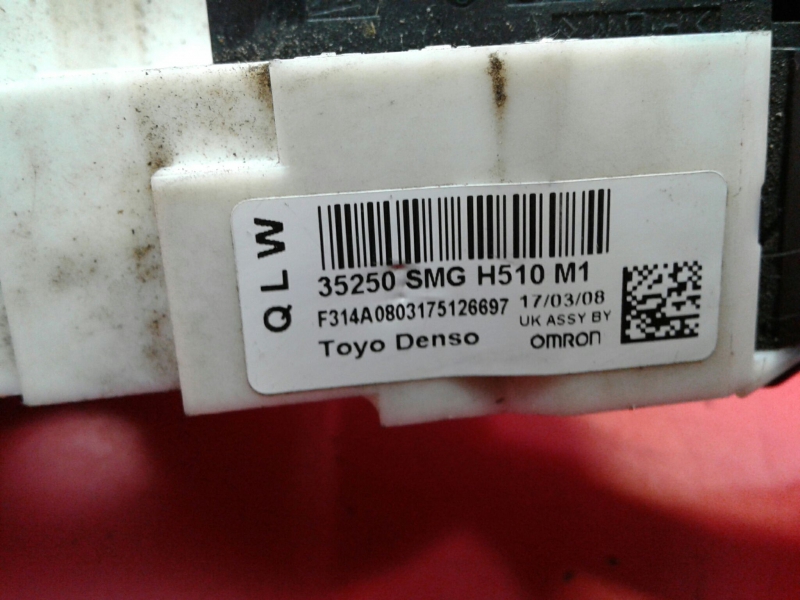 QLW
35250 SMG H510 M1
F314A0803175126697
17/03/08
UK ASSY BY
OMRON
Toyo Denso